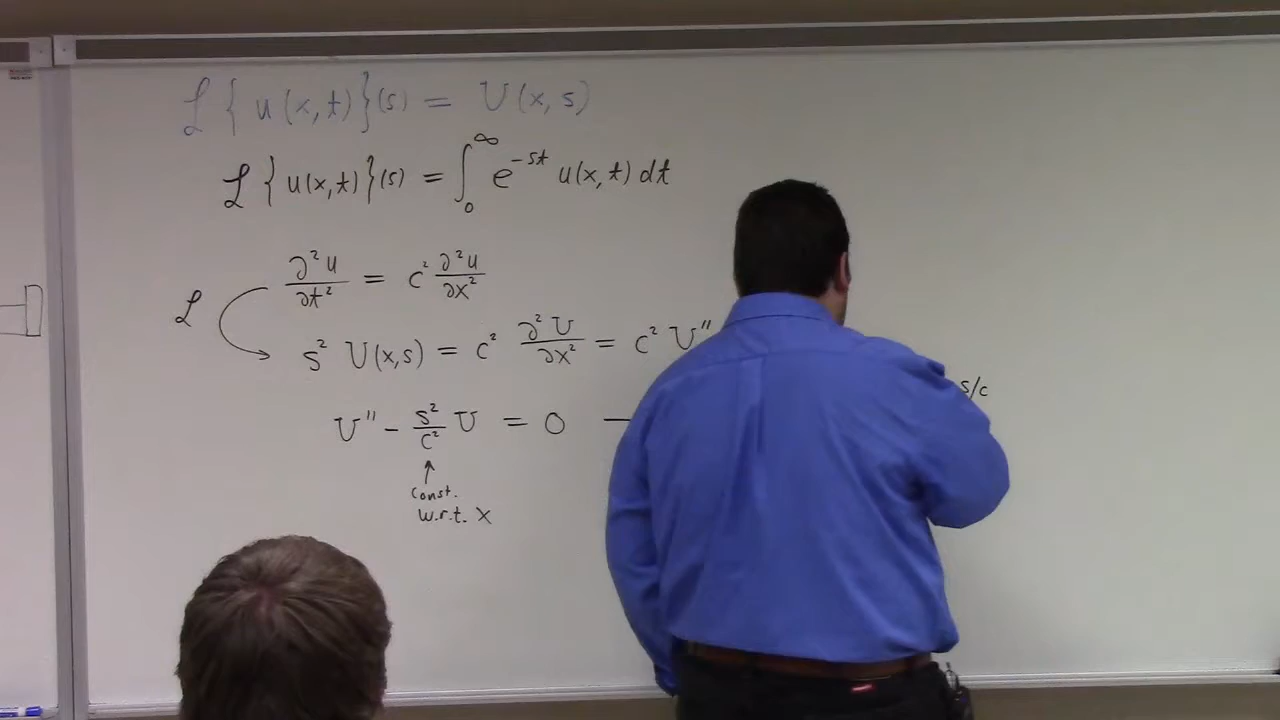 ℒ{u(x,t)}(s) = U(x,s)
ℒ{u(x,t)}(s) = ∫₀^∞ e^{-st} u(x,t) dt
∂²u/∂t² = c² ∂²u/∂x²
ℒ
s² U(x,s) = c² ∂²U/∂x² = c² U''
s/c
U'' - s²/c² U = 0 —
↑
const.
w.r.t. x